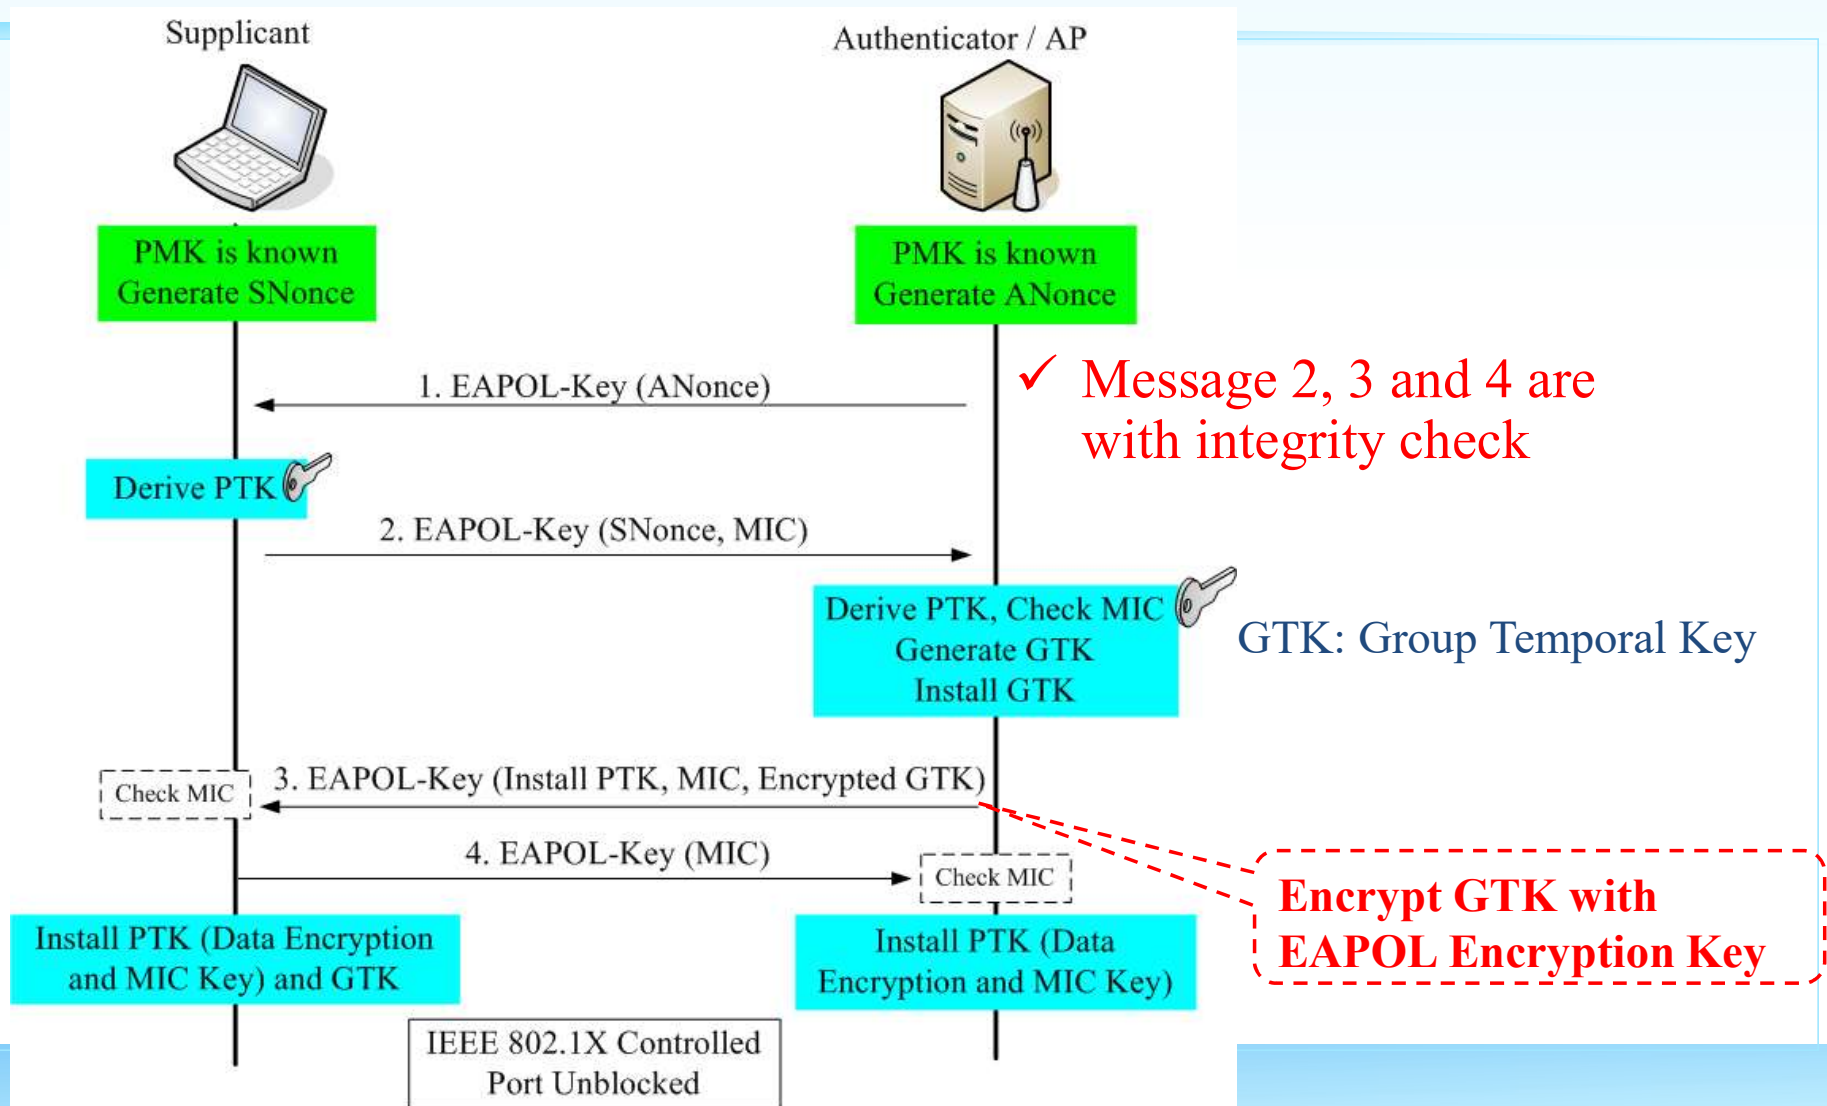 Supplicant
Authenticator / AP
PMK is known
Generate SNonce
PMK is known
Generate ANonce
1. EAPOL-Key (ANonce)
✓ Message 2, 3 and 4 are
with integrity check
Derive PTK
2. EAPOL-Key (SNonce, MIC)
Derive PTK, Check MIC
Generate GTK
Install GTK
GTK: Group Temporal Key
Check MIC
3. EAPOL-Key (Install PTK, MIC, Encrypted GTK)
4. EAPOL-Key (MIC)
Check MIC
Encrypt GTK with
EAPOL Encryption Key
Install PTK (Data Encryption
and MIC Key) and GTK
Install PTK (Data
Encryption and MIC Key)
IEEE 802.1X Controlled
Port Unblocked